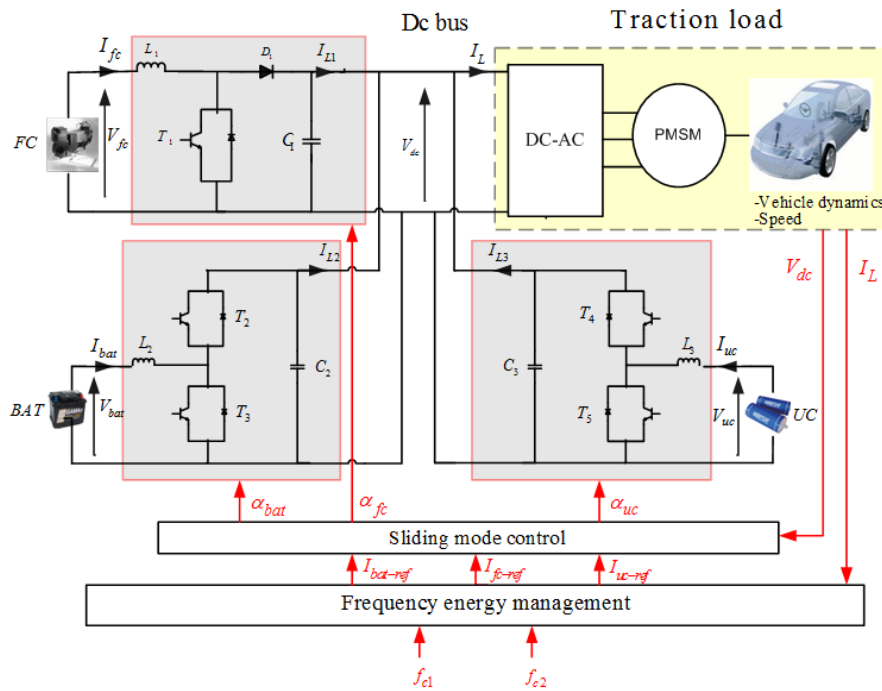 Dc bus
Traction load
I_fc
L_1
D_1
I_L1
I_L
FC
V_fc
T_1
C_1
V_dc
DC-AC
PMSM
-Vehicle dynamics
-Speed
V_dc
I_L
I_L2
I_L3
T_2
T_4
I_bat
L_2
C_2
C_3
L_3
I_uc
BAT
V_bat
T_3
T_5
V_uc
UC
α_bat
α_fc
α_uc
Sliding mode control
I_bat-ref
I_fc-ref
I_uc-ref
Frequency energy management
f_c1
f_c2